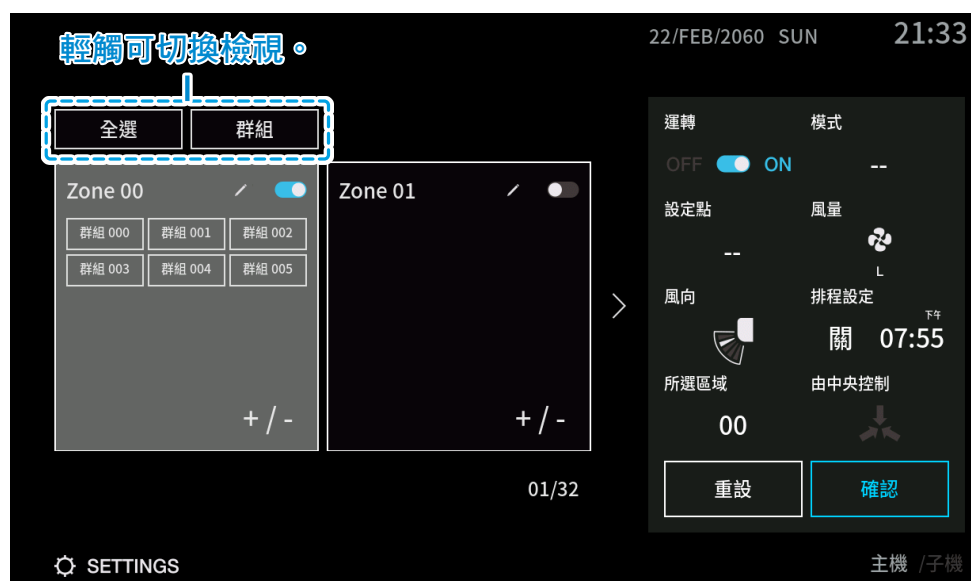 輕觸可切換檢視。
22/FEB/2060 SUN 21:33
全選 群組
Zone 00
群組 000 群組 001 群組 002
群組 003 群組 004 群組 005
+ / -
Zone 01
+ / -
01/32
運轉 模式
OFF ON --
設定點 風量
-- L
風向 排程設定
下午
關 07:55
所選區域 由中央控制
00
重設 確認
SETTINGS
主機 /子機